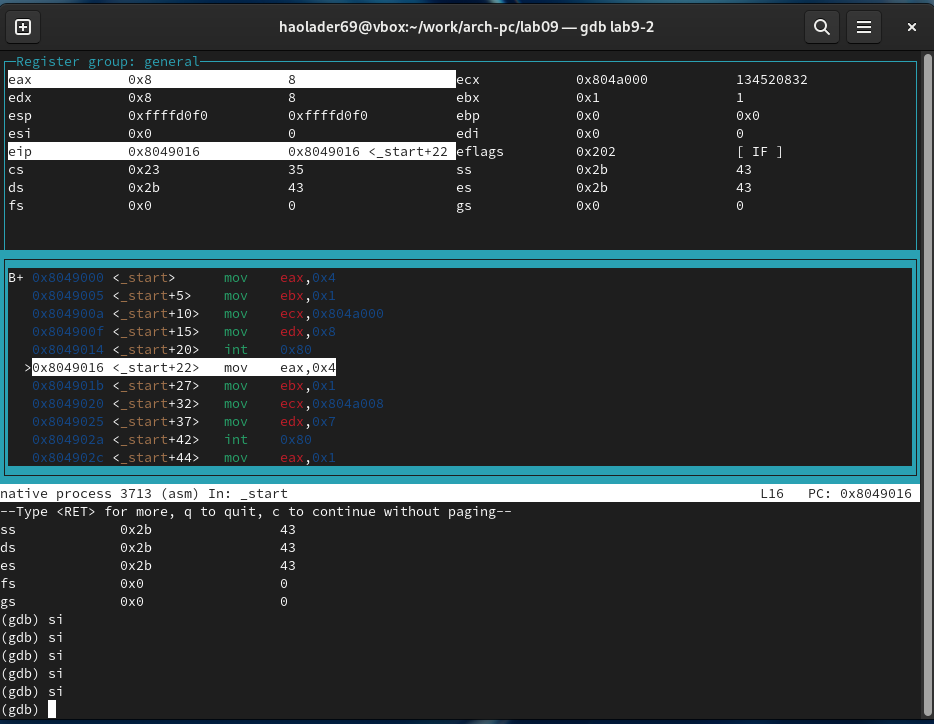 haolader69@vbox:~/work/arch-pc/lab09 — gdb lab9-2
Register group: general
eax 0x8 8 ecx 0x804a000 134520832
edx 0x8 8 ebx 0x1 1
esp 0xffffd0f0 0xffffd0f0 ebp 0x0 0x0
esi 0x0 0 edi 0x0 0
eip 0x8049016 0x8049016 <_start+22 eflags 0x202 [ IF ]
cs 0x23 35 ss 0x2b 43
ds 0x2b 43 es 0x2b 43
fs 0x0 0 gs 0x0 0
B+ 0x8049000 <_start> mov eax,0x4
0x8049005 <_start+5> mov ebx,0x1
0x804900a <_start+10> mov ecx,0x804a000
0x804900f <_start+15> mov edx,0x8
0x8049014 <_start+20> int 0x80
>0x8049016 <_start+22> mov eax,0x4
0x804901b <_start+27> mov ebx,0x1
0x8049020 <_start+32> mov ecx,0x804a008
0x8049025 <_start+37> mov edx,0x7
0x804902a <_start+42> int 0x80
0x804902c <_start+44> mov eax,0x1
native process 3713 (asm) In: _start L16 PC: 0x8049016
--Type <RET> for more, q to quit, c to continue without paging--
ss 0x2b 43
ds 0x2b 43
es 0x2b 43
fs 0x0 0
gs 0x0 0
(gdb) si
(gdb) si
(gdb) si
(gdb) si
(gdb) si
(gdb)